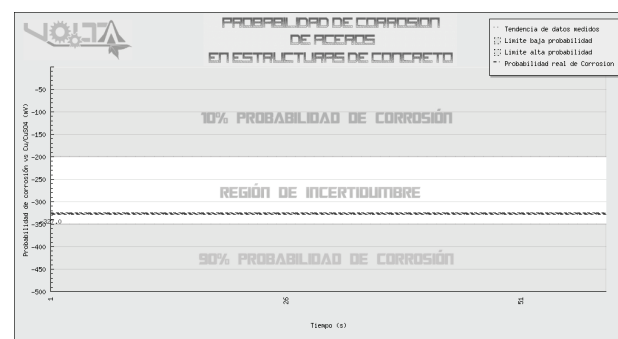 VOLTA
PROBABILIDAD DE CORROSION
DE ACEROS
EN ESTRUCTURAS DE CONCRETO
Tendencia de datos medidos
Limite baja probabilidad
Limite alta probabilidad
Probabilidad real de Corrosion
Probabilidad de corrosión vs Cu/CuSO4 (mV)
-50
-100
-150
-200
-250
-300
-350
-400
-450
-500
10% PROBABILIDAD DE CORROSIÓN
REGIÓN DE INCERTIDUMBRE
90% PROBABILIDAD DE CORROSIÓN
1
26
51
Tiempo (s)